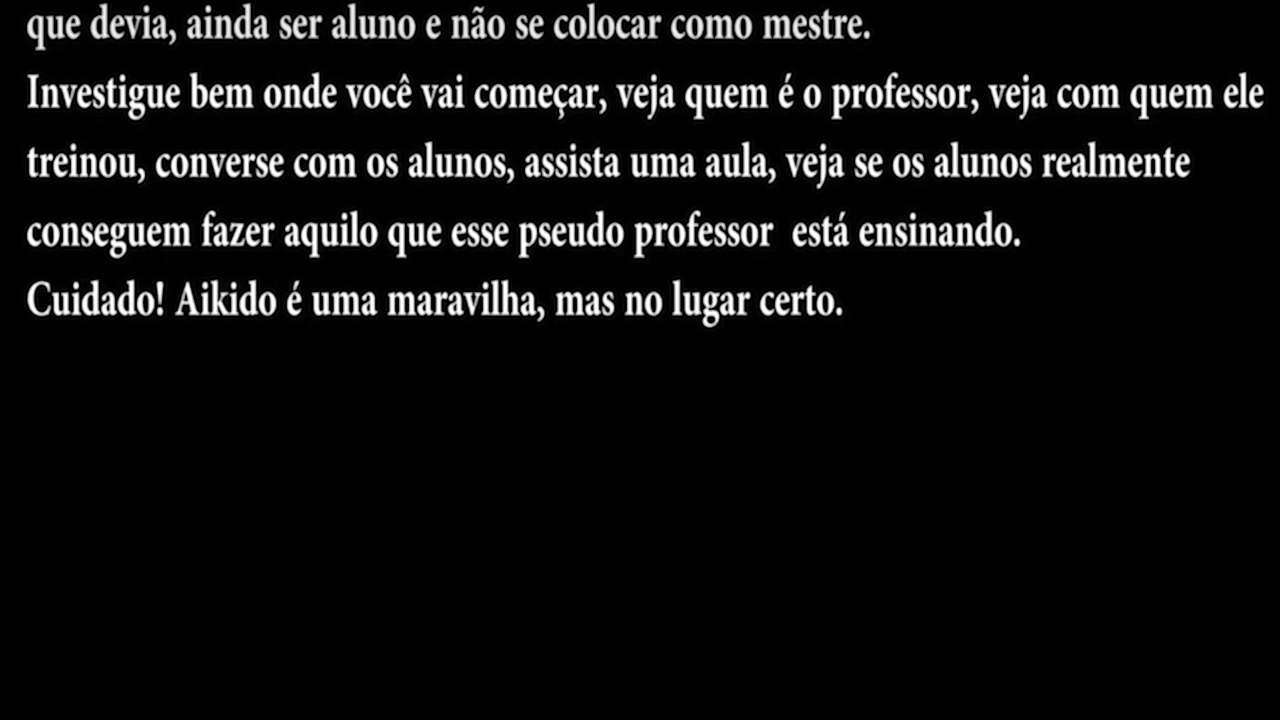 que devia, ainda ser aluno e não se colocar como mestre.
Investigue bem onde você vai começar, veja quem é o professor, veja com quem ele
treinou, converse com os alunos, assista uma aula, veja se os alunos realmente
conseguem fazer aquilo que esse pseudo professor  está ensinando.
Cuidado! Aikido é uma maravilha, mas no lugar certo.